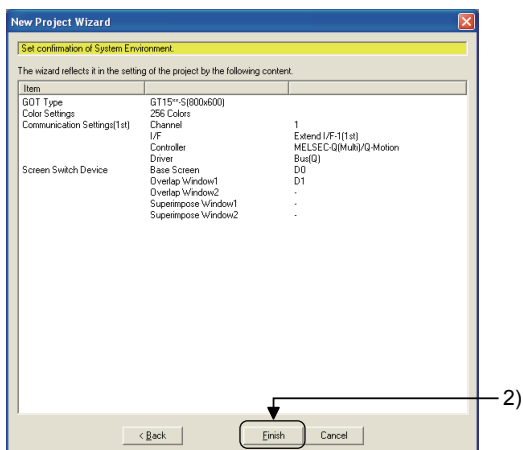 New Project Wizard
Set confirmation of System Environment.
The wizard reflects it in the setting of the project by the following content.
Item
GOT Type GT15**-S(800x600)
Color Settings 256 Colors
Communication Settings(1st) Channel 1
I/F Extend I/F-1(1st)
Controller MELSEC-Q(Multi)/Q-Motion
Driver Bus(Q)
Screen Switch Device Base Screen D0
Overlap Window1 D1
Overlap Window2 -
Superimpose Window1 -
Superimpose Window2 -
2)
< Back Finish Cancel